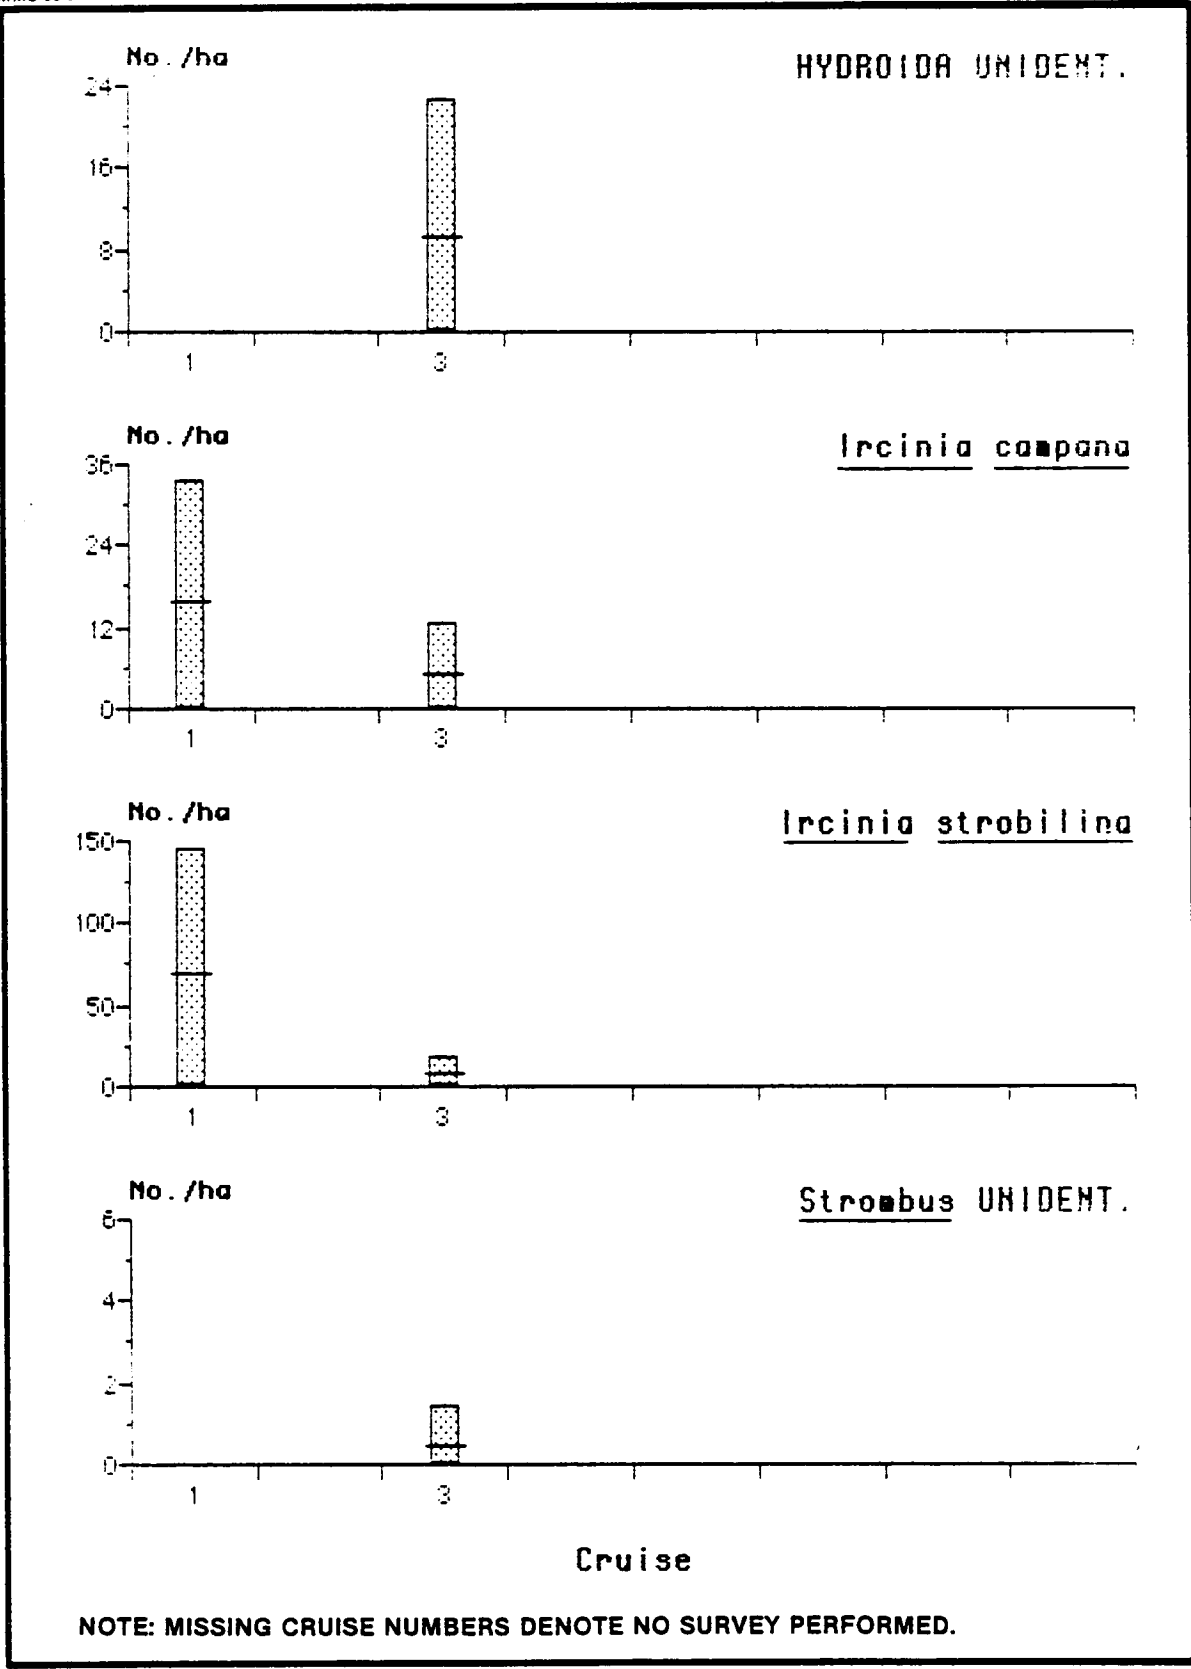 No./ha
HYDROIDA UNIDENT.
24
16
8
0
1 3
No./ha
Ircinia campana
36
24
12
0
1 3
No./ha
Ircinia strobilina
150
100
50
0
1 3
No./ha
Strombus UNIDENT.
6
4
2
0
1 3
Cruise
NOTE: MISSING CRUISE NUMBERS DENOTE NO SURVEY PERFORMED.